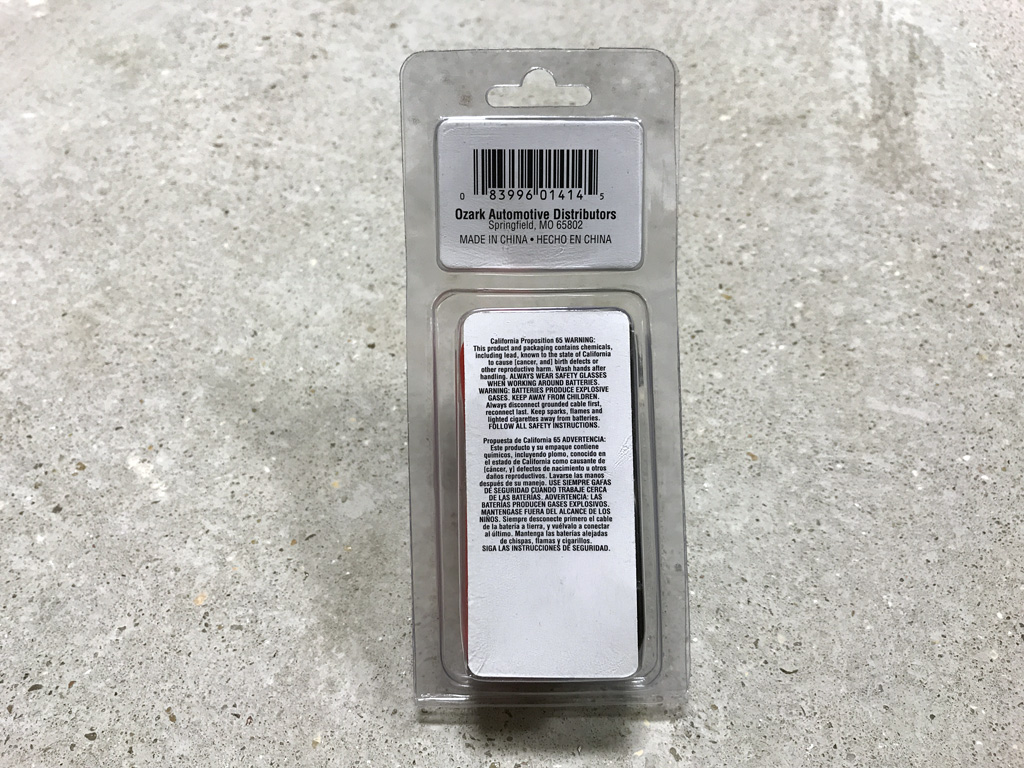 0 83996 01414 5
Ozark Automotive Distributors
Springfield, MO 65802
MADE IN CHINA • HECHO EN CHINA
California Proposition 65 WARNING:
This product and packaging contains chemicals,
including lead, known to the state of California
to cause [cancer, and] birth defects or
other reproductive harm. Wash hands after
handling. ALWAYS WEAR SAFETY GLASSES
WHEN WORKING AROUND BATTERIES.
WARNING: BATTERIES PRODUCE EXPLOSIVE
GASES. KEEP AWAY FROM CHILDREN.
Always disconnect grounded cable first,
reconnect last. Keep sparks, flames and
lighted cigarettes away from batteries.
FOLLOW ALL SAFETY INSTRUCTIONS.
Propuesta de California 65 ADVERTENCIA:
Este producto y su empaque contiene
químicos, incluyendo plomo, conocido en
el estado de California como causante de
[cáncer, y] defectos de nacimiento u otros
daños reproductivos. Lavarse las manos
después de su manejo. USE SIEMPRE GAFAS
DE SEGURIDAD CUANDO TRABAJE CERCA
DE LAS BATERÍAS. ADVERTENCIA: LAS
BATERÍAS PRODUCEN GASES EXPLOSIVOS.
MANTENGASE FUERA DEL ALCANCE DE LOS
NIÑOS. Siempre desconecte primero el cable
de la batería a tierra, y vuélvalo a conectar
al último. Mantenga las baterías alejadas
de chispas, flamas y cigarillos.
SIGA LAS INSTRUCCIONES DE SEGURIDAD.